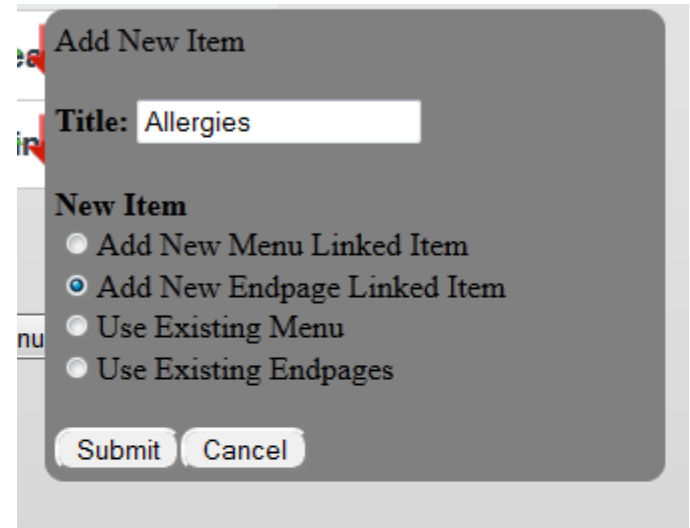 Add New Item
Title: Allergies
New Item
Add New Menu Linked Item
Add New Endpage Linked Item
Use Existing Menu
Use Existing Endpages
Submit Cancel